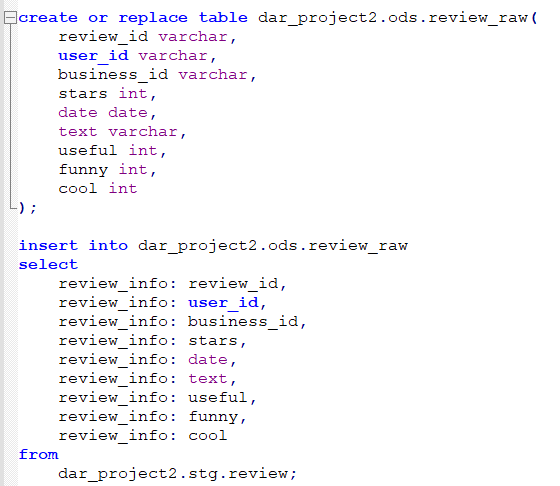 create or replace table dar_project2.ods.review_raw(
    review_id varchar,
    user_id varchar,
    business_id varchar,
    stars int,
    date date,
    text varchar,
    useful int,
    funny int,
    cool int
);

insert into dar_project2.ods.review_raw
select
    review_info: review_id,
    review_info: user_id,
    review_info: business_id,
    review_info: stars,
    review_info: date,
    review_info: text,
    review_info: useful,
    review_info: funny,
    review_info: cool
from
    dar_project2.stg.review;